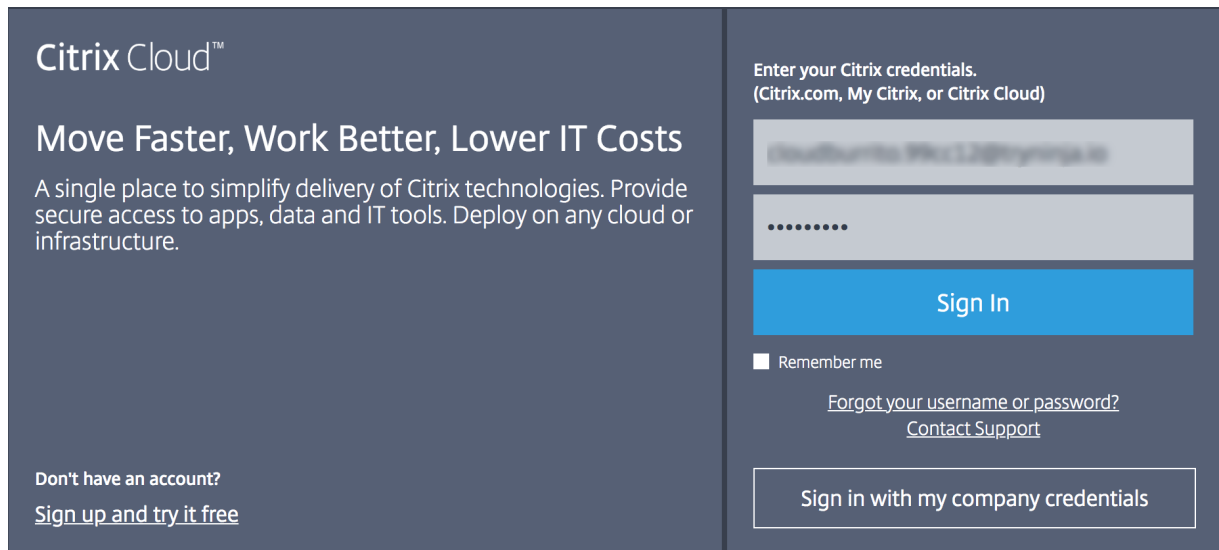 Citrix Cloud™
Move Faster, Work Better, Lower IT Costs
A single place to simplify delivery of Citrix technologies. Provide
secure access to apps, data and IT tools. Deploy on any cloud or
infrastructure.
Don't have an account?
Sign up and try it free
Enter your Citrix credentials.
(Citrix.com, My Citrix, or Citrix Cloud)
•••••••••
Sign In
Remember me
Forgot your username or password?
Contact Support
Sign in with my company credentials